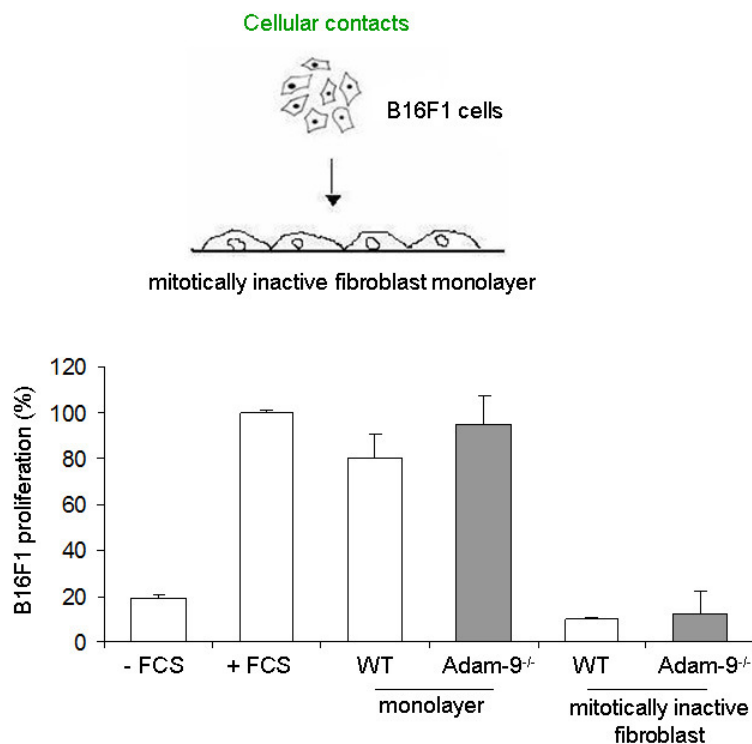 Cellular contacts
B16F1 cells
mitotically inactive fibroblast monolayer
B16F1 proliferation (%)
120
100
80
60
40
20
0
- FCS + FCS WT Adam-9-/- WT Adam-9-/-
monolayer mitotically inactive
fibroblast